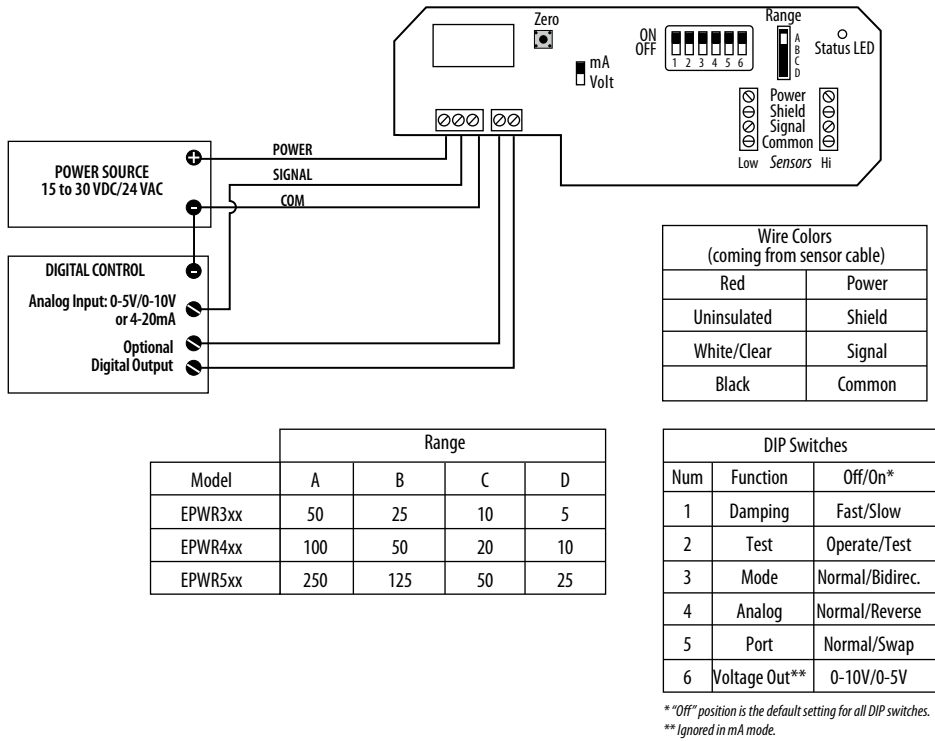 Zero
ON
OFF
1 2 3 4 5 6
Range
A
B
C
D
Status LED
mA
Volt
Power
Shield
Signal
Common
Low Sensors Hi
POWER SOURCE
15 to 30 VDC/24 VAC
POWER
SIGNAL
COM
DIGITAL CONTROL
Analog Input: 0-5V/0-10V
or 4-20mA
Optional
Digital Output
Wire Colors
(coming from sensor cable)
Red Power
Uninsulated Shield
White/Clear Signal
Black Common
Range
Model A B C D
EPWR3xx 50 25 10 5
EPWR4xx 100 50 20 10
EPWR5xx 250 125 50 25
DIP Switches
Num Function Off/On*
1 Damping Fast/Slow
2 Test Operate/Test
3 Mode Normal/Bidirec.
4 Analog Normal/Reverse
5 Port Normal/Swap
6 Voltage Out** 0-10V/0-5V
* "Off" position is the default setting for all DIP switches.
** Ignored in mA mode.